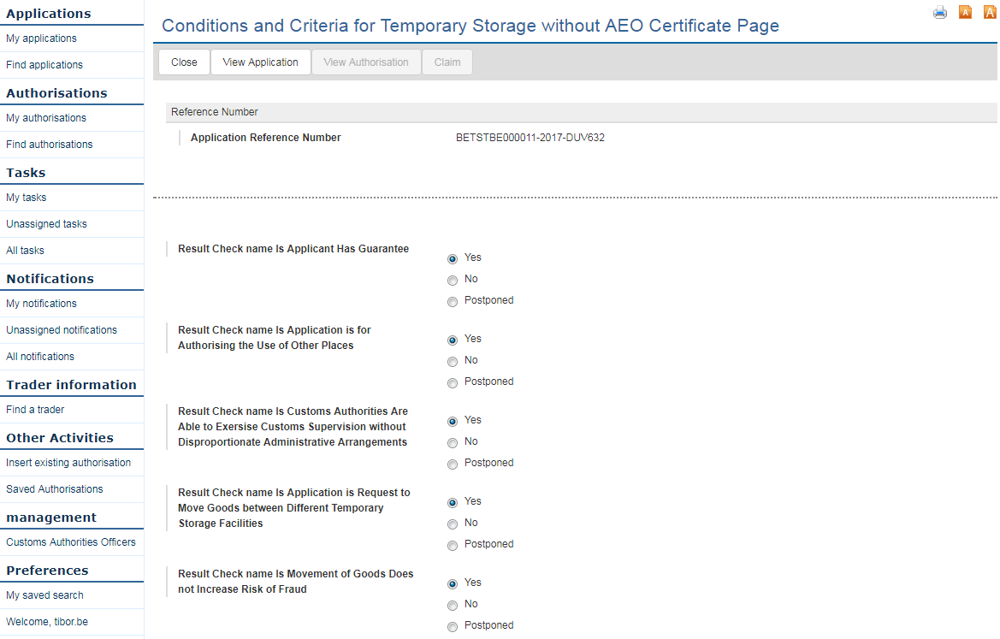 Applications
My applications
Find applications
Authorisations
My authorisations
Find authorisations
Tasks
My tasks
Unassigned tasks
All tasks
Notifications
My notifications
Unassigned notifications
All notifications
Trader information
Find a trader
Other Activities
Insert existing authorisation
Saved Authorisations
management
Customs Authorities Officers
Preferences
My saved search
Welcome, tibor.be
A
A
Conditions and Criteria for Temporary Storage without AEO Certificate Page
Close View Application View Authorisation Claim
Reference Number
Application Reference Number BETSTBE000011-2017-DUV632
Result Check name Is Applicant Has Guarantee
Yes
No
Postponed
Result Check name Is Application is for
Authorising the Use of Other Places
Yes
No
Postponed
Result Check name Is Customs Authorities Are
Able to Exersise Customs Supervision without
Disproportionate Administrative Arrangements
Yes
No
Postponed
Result Check name Is Application is Request to
Move Goods between Different Temporary
Storage Facilities
Yes
No
Postponed
Result Check name Is Movement of Goods Does
not Increase Risk of Fraud
Yes
No
Postponed